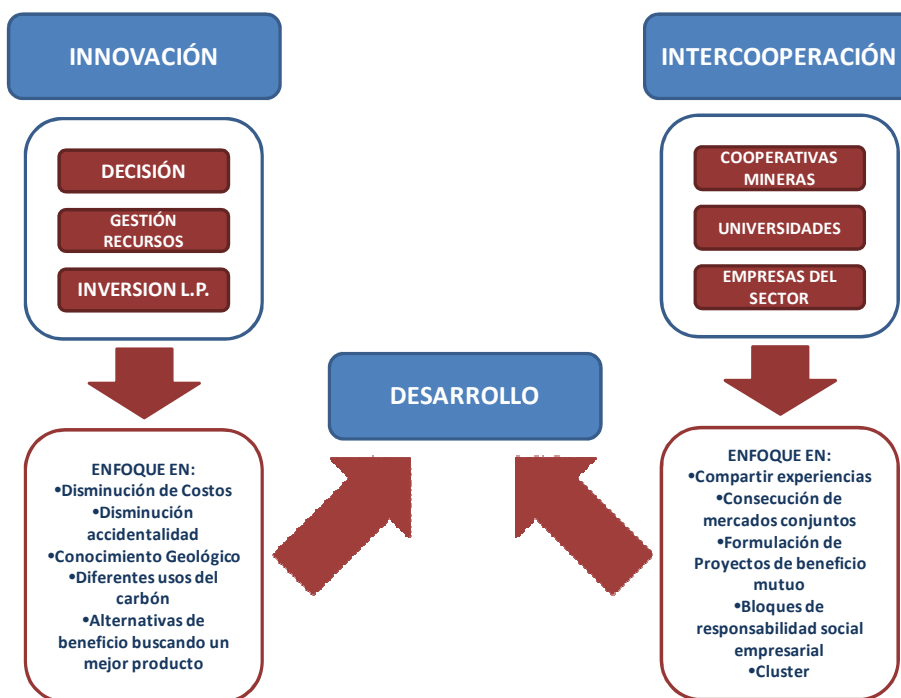 INNOVACIÓN
DECISIÓN
GESTIÓN
RECURSOS
INVERSION L.P.
ENFOQUE EN:
•Disminución de Costos
•Disminución
accidentalidad
•Conocimiento Geológico
•Diferentes usos del
carbón
•Alternativas de
beneficio buscando un
mejor producto
DESARROLLO
INTERCOOPERACIÓN
COOPERATIVAS
MINERAS
UNIVERSIDADES
EMPRESAS DEL
SECTOR
ENFOQUE EN:
•Compartir experiencias
•Consecución de
mercados conjuntos
•Formulación de
Proyectos de beneficio
mutuo
•Bloques de
responsabilidad social
empresarial
•Cluster